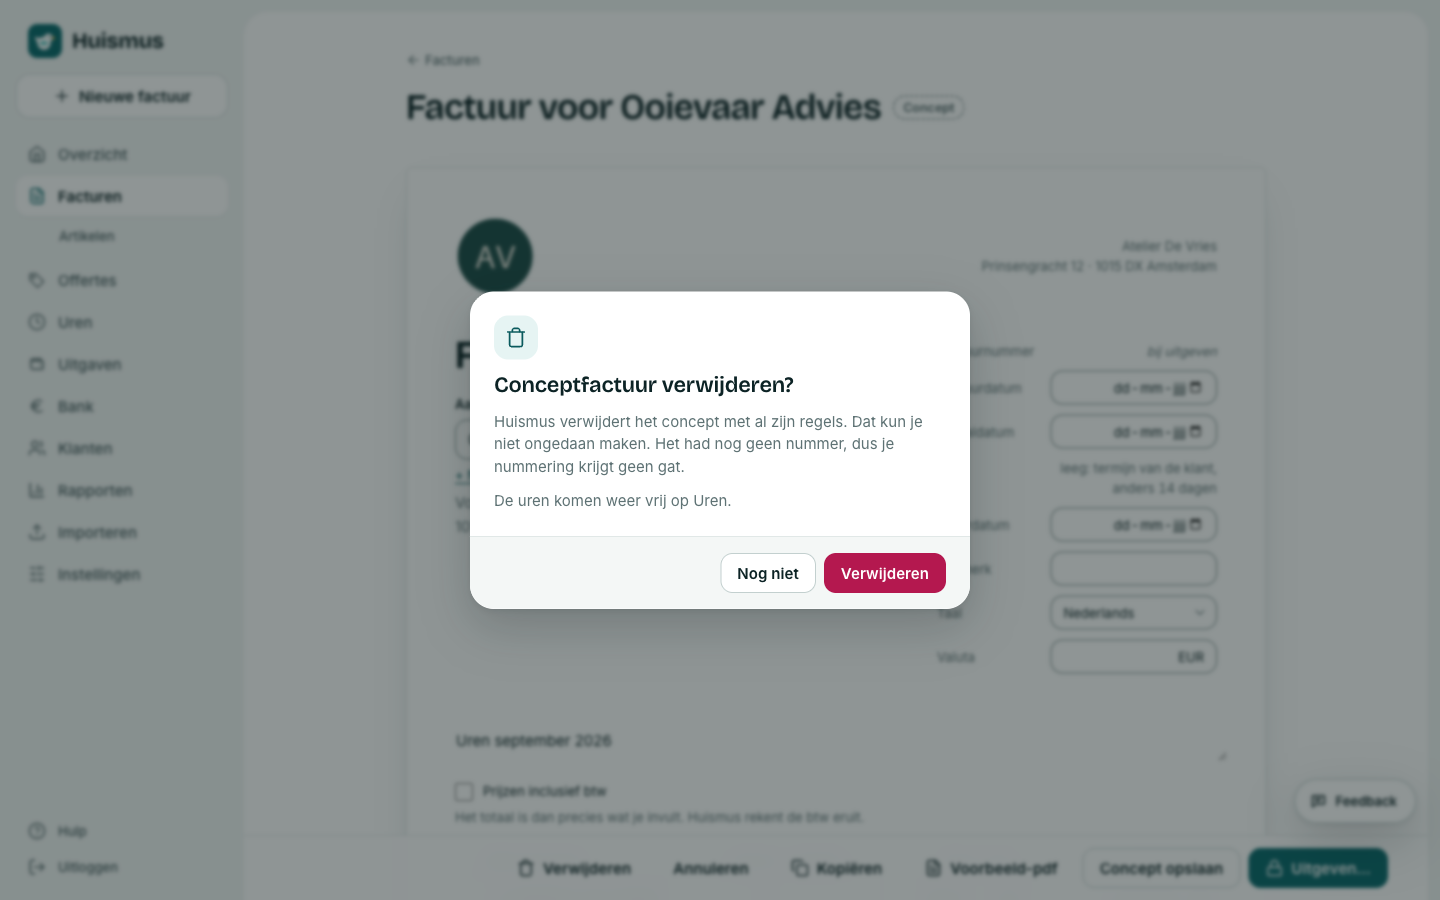 Huismus
Nieuwe factuur
Overzicht
Facturen
Artikelen
Offertes
Uren
Uitgaven
Bank
Klanten
Rapporten
Importeren
Instellingen
Hulp
Uitloggen
Facturen
Factuur voor Ooievaar Advies
Concept
AV
Atelier De Vries
Prinsengracht 12 · 1015 DX Amsterdam
bij uitgeven
dd-mm-jjjj
dd-mm-jjjj
leeg: termijn van de klant,
anders 14 dagen
dd-mm-jjjj
Taal
Nederlands
Valuta
EUR
Conceptfactuur verwijderen?
Huismus verwijdert het concept met al zijn regels. Dat kun je
niet ongedaan maken. Het had nog geen nummer, dus je
nummering krijgt geen gat.
De uren komen weer vrij op Uren.
Nog niet
Verwijderen
Uren september 2026
Prijzen inclusief btw
Het totaal is dan precies wat je invult. Huismus rekent de btw eruit.
Feedback
Verwijderen
Annuleren
Kopiëren
Voorbeeld-pdf
Concept opslaan
Uitgeven...